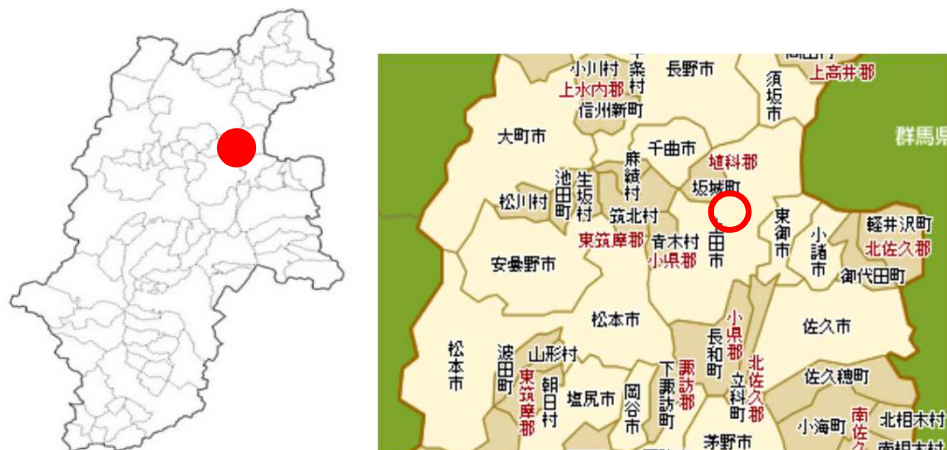 小川村
長野市
上水内郡
信州新町
須坂市
上高井郡
群馬県
大町市
千曲市
埴科郡
坂城町
麻績村
生坂村
池田町
松川村
筑北村
東筑摩郡
青木村
小県郡
上田市
東御市
小諸市
軽井沢町
北佐久郡
御代田町
安曇野市
松本市
佐久市
小県郡
長和町
立科町
北佐久郡
松本市
波田町
山形村
東筑摩郡
朝日村
塩尻市
岡谷市
下諏訪町
諏訪郡
佐久穂町
小海町
北相木村
南相木村
茅野市